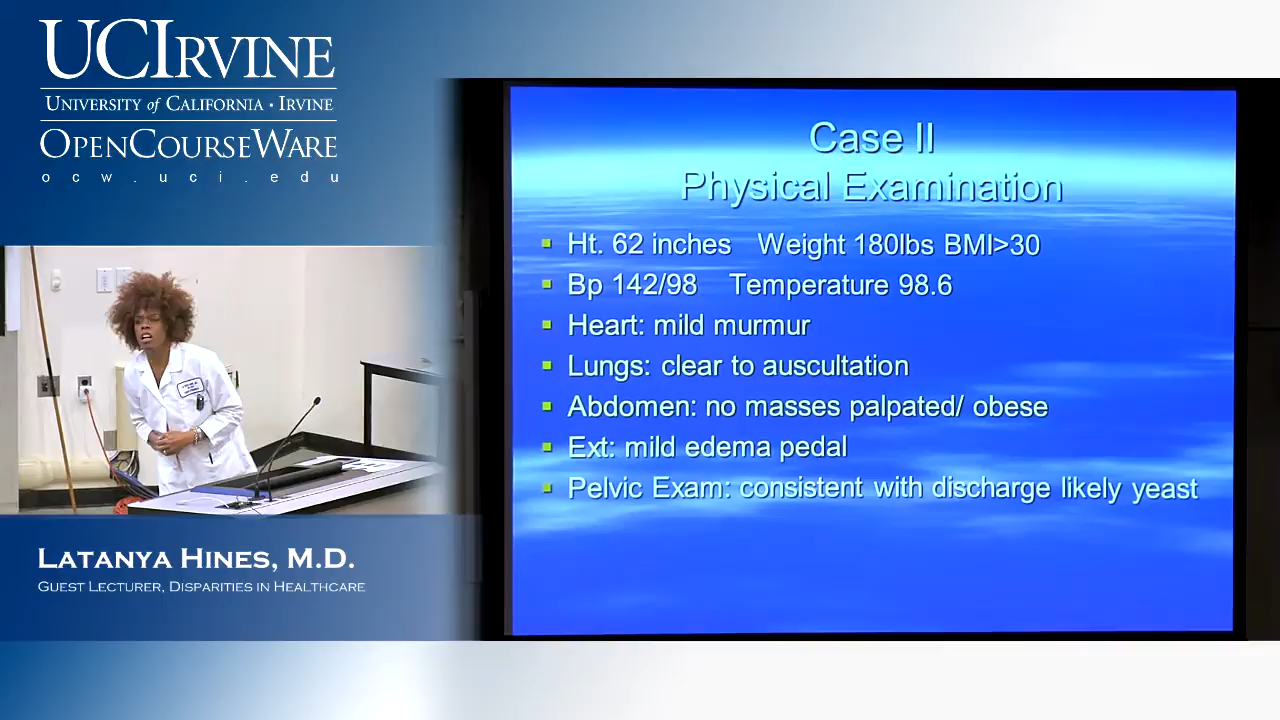 UCIRVINE
UNIVERSITY of CALIFORNIA · IRVINE
OPENCOURSEWARE
ocw.uci.edu
Case II
Physical Examination
Ht. 62 inches Weight 180lbs BMI>30
Bp 142/98 Temperature 98.6
Heart: mild murmur
Lungs: clear to auscultation
Abdomen: no masses palpated/ obese
Ext: mild edema pedal
Pelvic Exam: consistent with discharge likely yeast
LATANYA HINES, M.D.
GUEST LECTURER, DISPARITIES IN HEALTHCARE